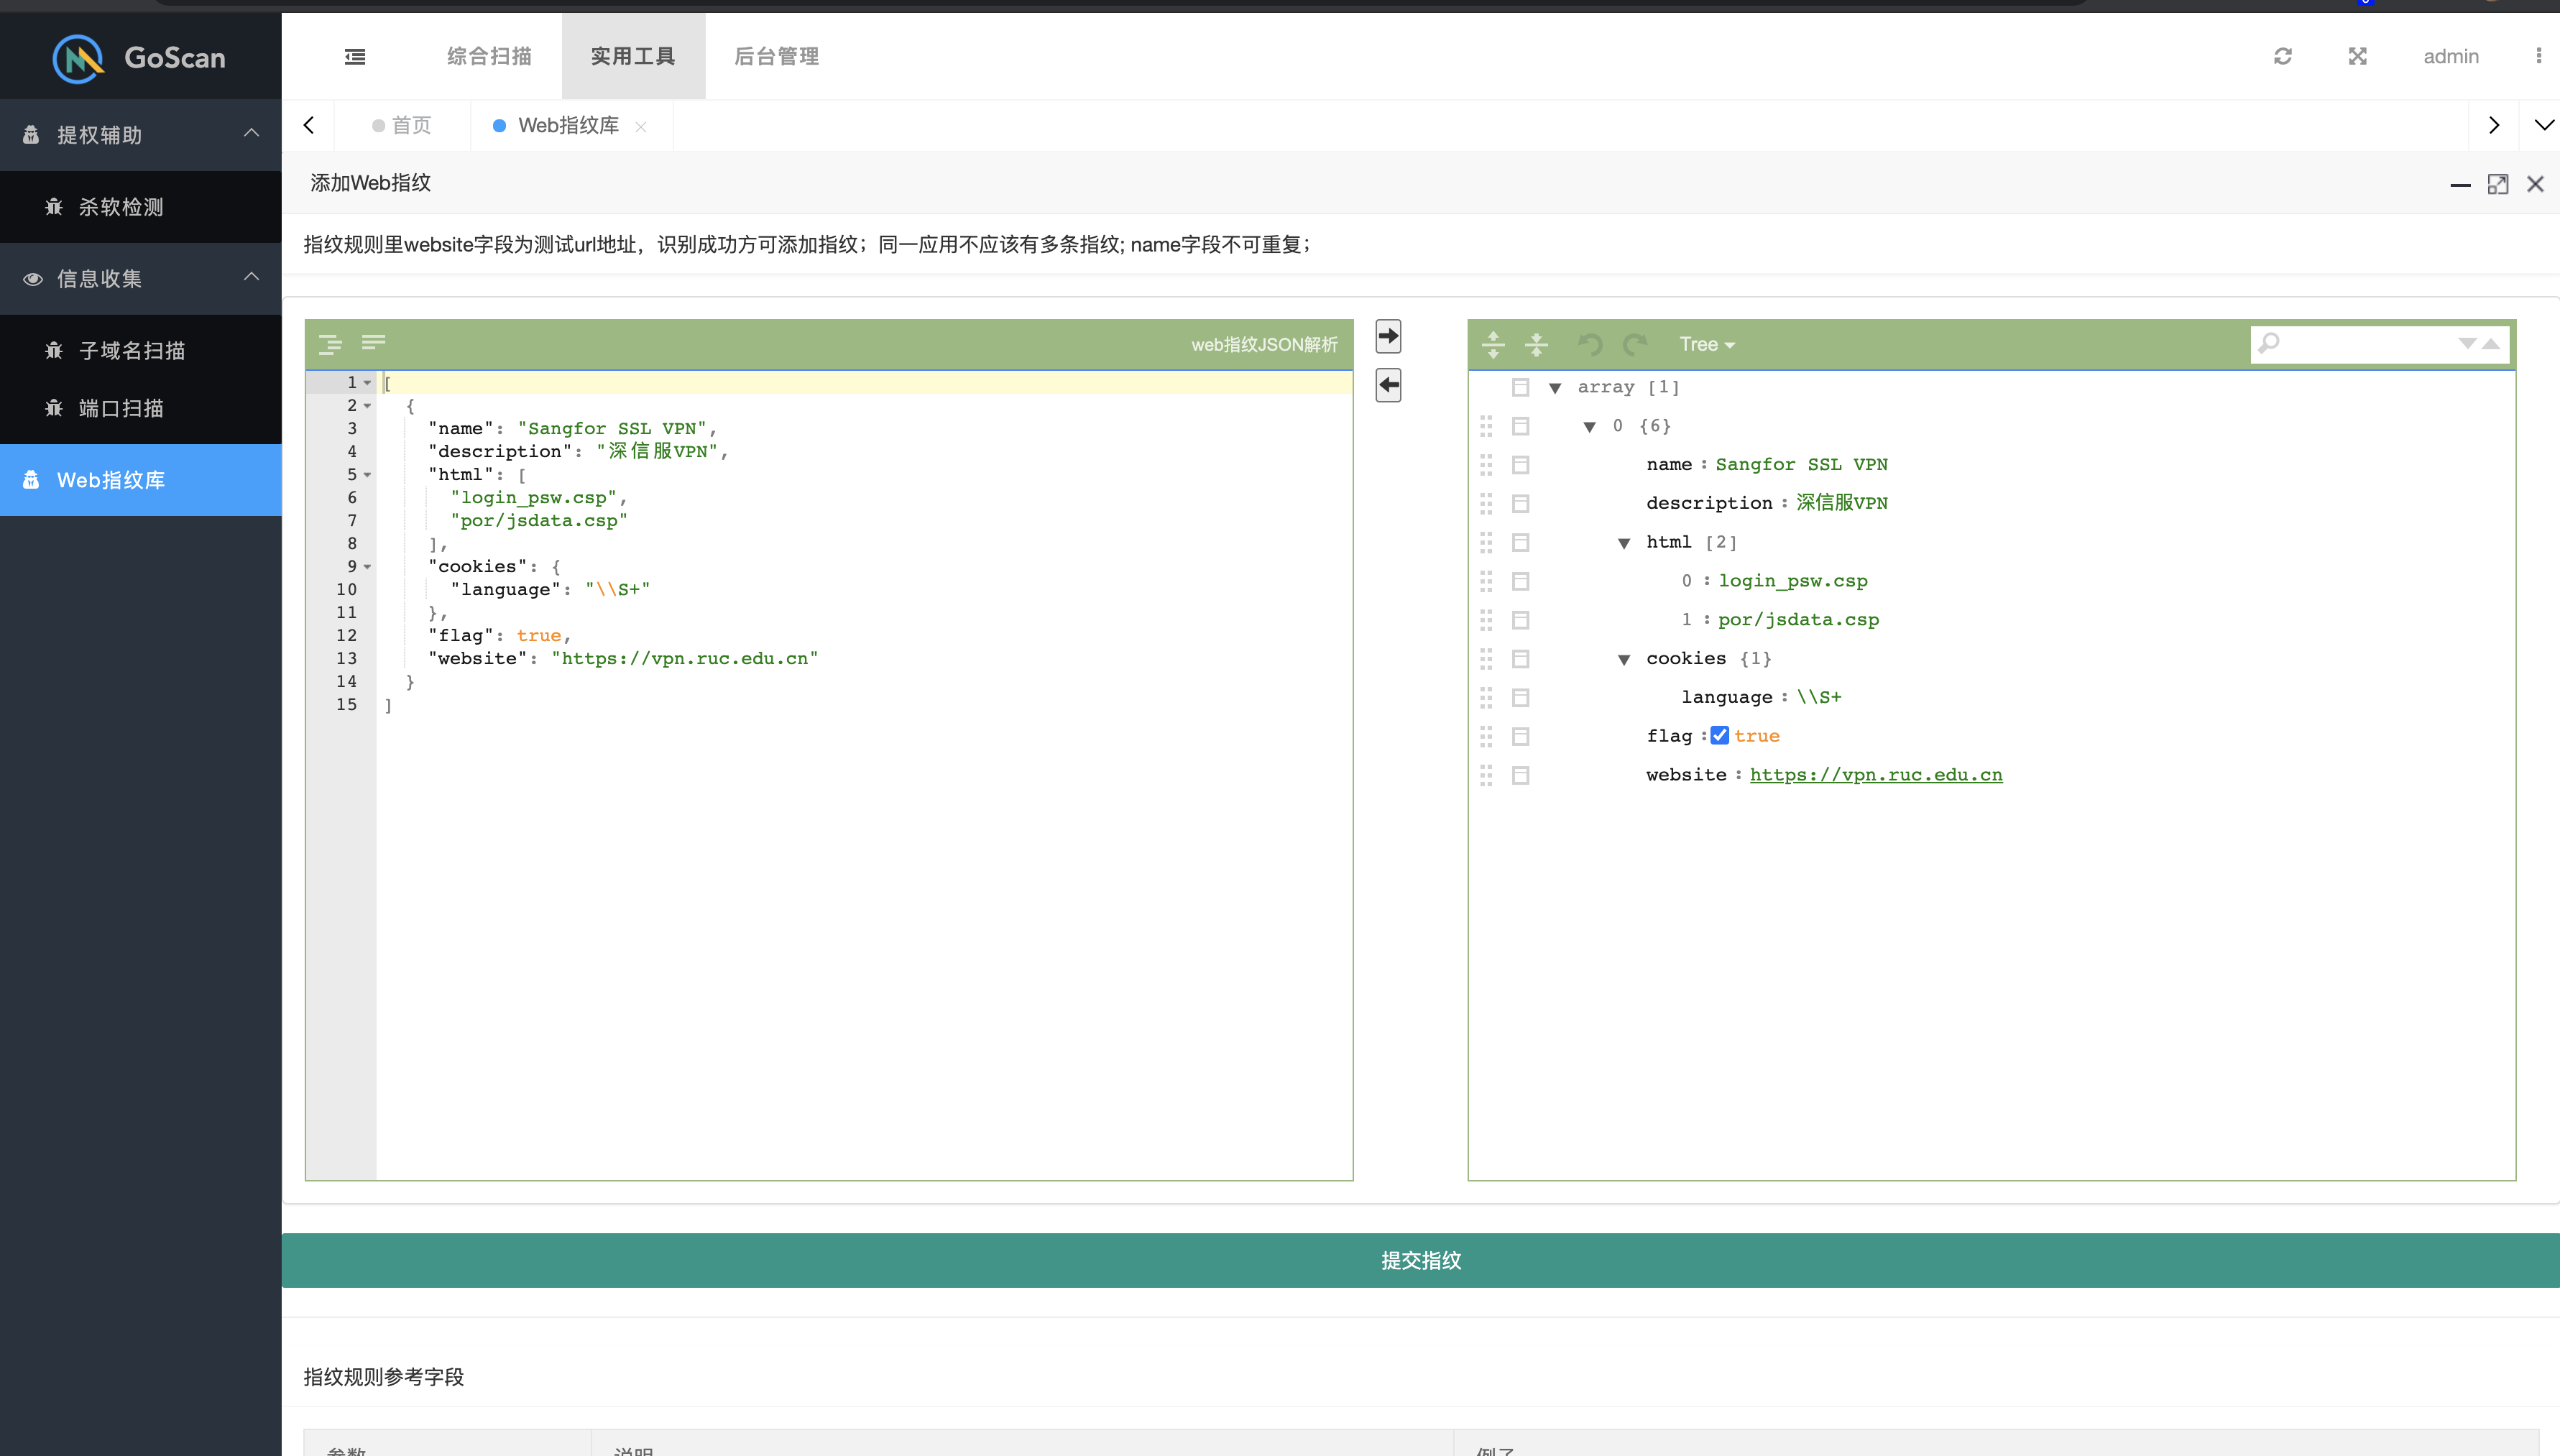 GoScan
综合扫描
实用工具
后台管理
admin
提权辅助
杀软检测
信息收集
子域名扫描
端口扫描
Web指纹库
首页
Web指纹库
添加Web指纹
指纹规则里website字段为测试url地址，识别成功方可添加指纹；同一应用不应该有多条指纹; name字段不可重复；
web指纹JSON解析
1 [
2 {
3 "name": "Sangfor SSL VPN",
4 "description": "深信服VPN",
5 "html": [
6 "login_psw.csp",
7 "por/jsdata.csp"
8 ],
9 "cookies": {
10 "language": "\\S+"
11 },
12 "flag": true,
13 "website": "https://vpn.ruc.edu.cn"
14 }
15 ]
Tree
array [1]
0 {6}
name : Sangfor SSL VPN
description : 深信服VPN
html [2]
0 : login_psw.csp
1 : por/jsdata.csp
cookies {1}
language : \\S+
flag : true
website : https://vpn.ruc.edu.cn
提交指纹
指纹规则参考字段
参数
说明
例子